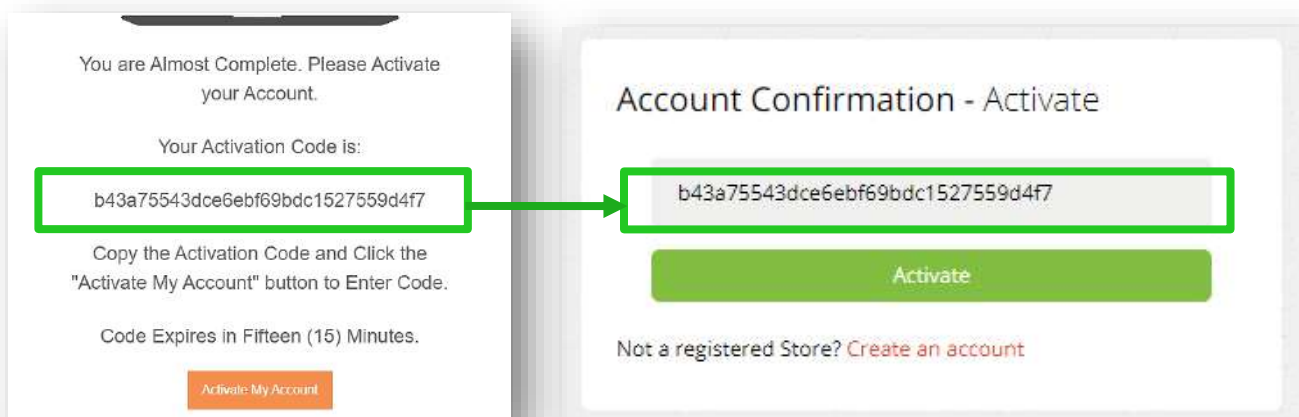 You are Almost Complete. Please Activate
your Account.
Your Activation Code is:
b43a75543dce6ebf69bdc1527559d4f7
Copy the Activation Code and Click the
"Activate My Account" button to Enter Code.
Code Expires in Fifteen (15) Minutes.
Activate My Account
Account Confirmation - Activate
b43a75543dce6ebf69bdc1527559d4f7
Activate
Not a registered Store? Create an account